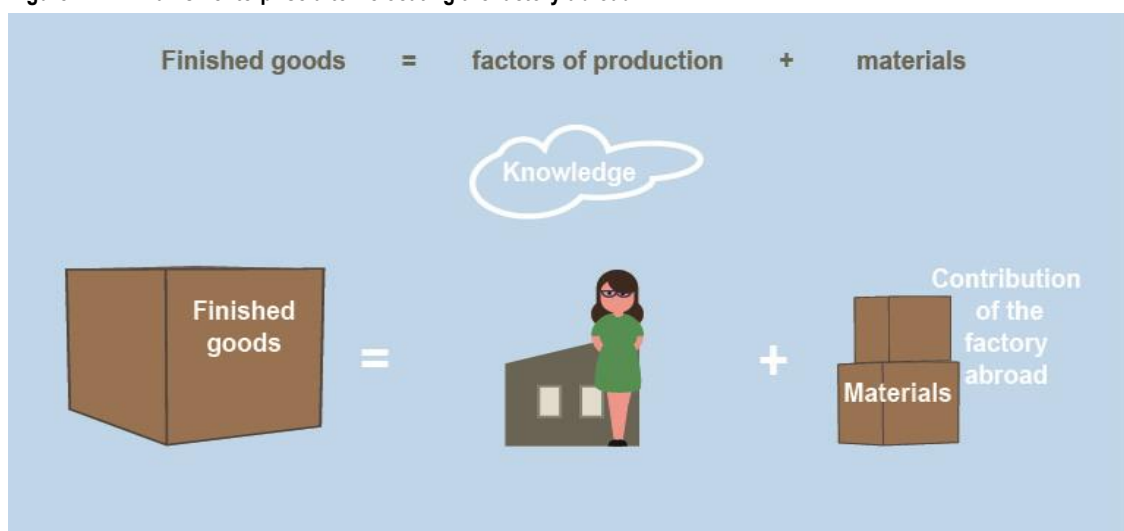 Finished goods = factors of production + materials
Knowledge
Finished
goods
=
+
Contribution
of the
factory
abroad
Materials